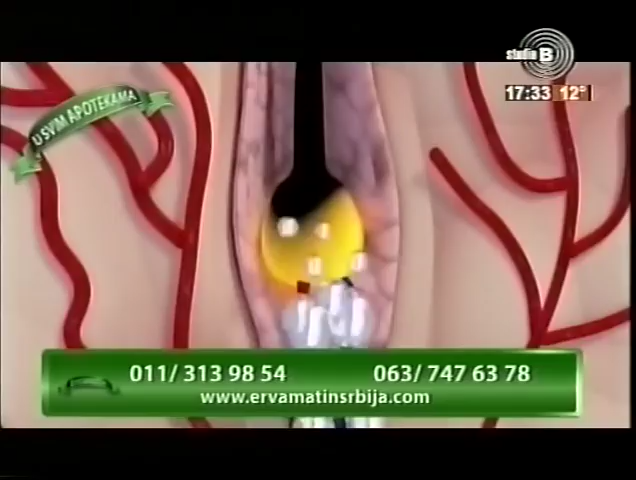 studio B
17:33 12°
U SVIM APOTEKAMA
011/ 313 98 54
063/ 747 63 78
www.ervamatinsrbija.com